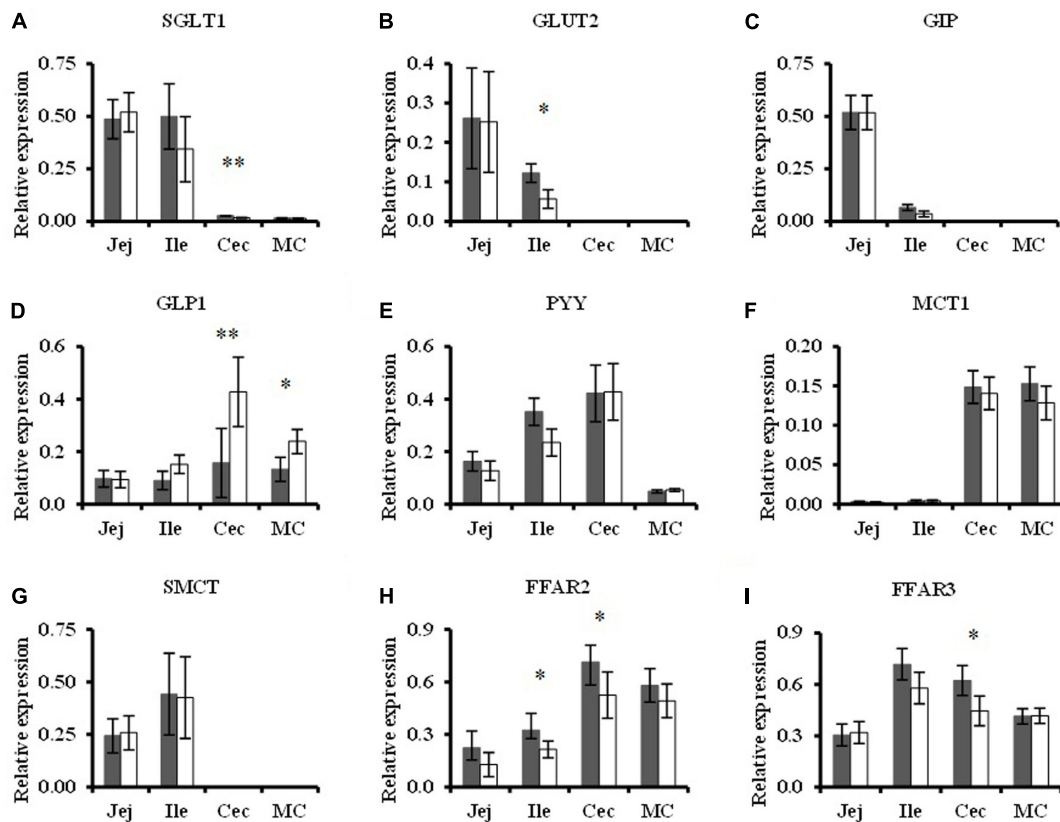 A SGLT1
Relative expression
0.75
0.50
0.25
0.00
**
Jej Ile Cec MC
B GLUT2
Relative expression
0.4
0.3
0.2
0.1
0.0
*
Jej Ile Cec MC
C GIP
Relative expression
0.75
0.50
0.25
0.00
Jej Ile Cec MC
D GLP1
Relative expression
0.6
0.4
0.2
0.0
**
*
Jej Ile Cec MC
E PYY
Relative expression
0.6
0.4
0.2
0.0
Jej Ile Cec MC
F MCT1
Relative expression
0.20
0.15
0.10
0.05
0.00
Jej Ile Cec MC
G SMCT
Relative expression
0.75
0.50
0.25
0.00
Jej Ile Cec MC
H FFAR2
Relative expression
0.9
0.6
0.3
0.0
*
*
Jej Ile Cec MC
I FFAR3
Relative expression
0.9
0.6
0.3
0.0
*
Jej Ile Cec MC